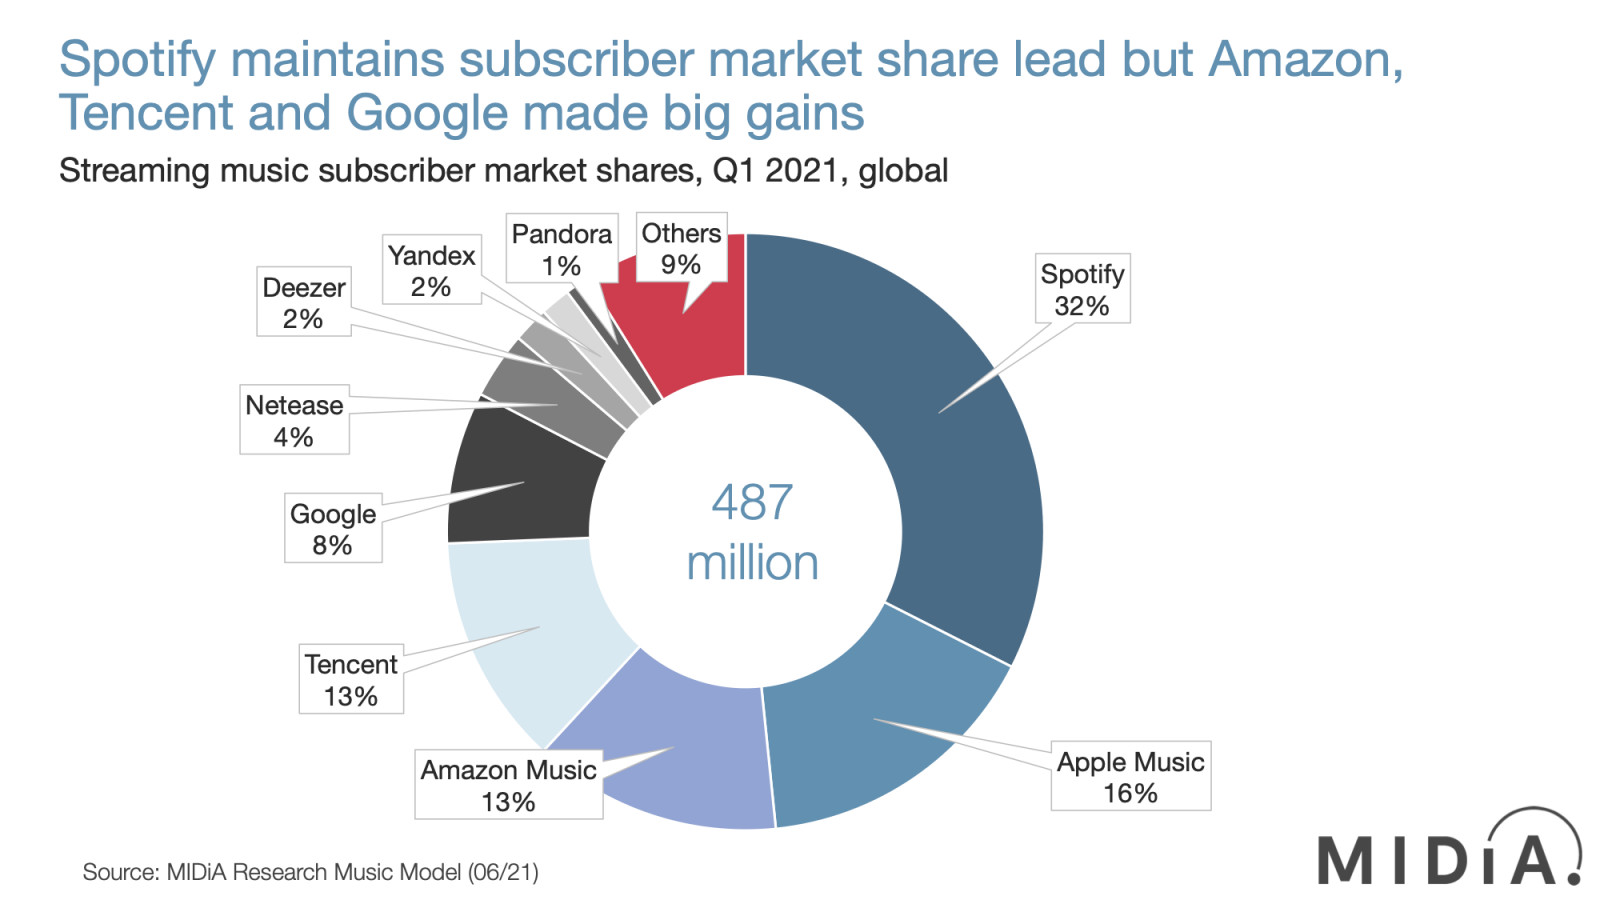 Spotify maintains subscriber market share lead but Amazon,
Tencent and Google made big gains
Streaming music subscriber market shares, Q1 2021, global
Pandora
1%
Others
9%
Yandex
2%
Deezer
2%
Spotify
32%
Netease
4%
Google
8%
487
million
Tencent
13%
Amazon Music
13%
Apple Music
16%
Source: MIDiA Research Music Model (06/21)
MIDiA.